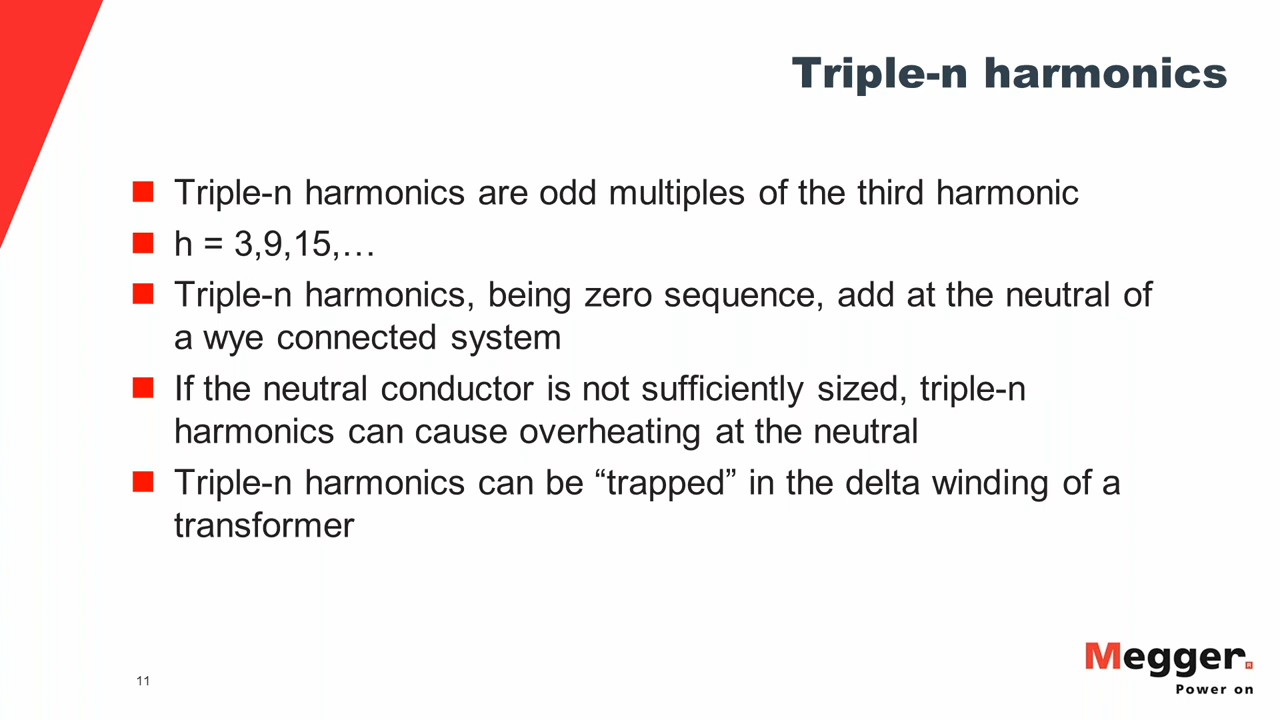 Triple-n harmonics
Triple-n harmonics are odd multiples of the third harmonic
h = 3,9,15,…
Triple-n harmonics, being zero sequence, add at the neutral of
a wye connected system
If the neutral conductor is not sufficiently sized, triple-n
harmonics can cause overheating at the neutral
Triple-n harmonics can be “trapped” in the delta winding of a
transformer
Megger.
Power on
11